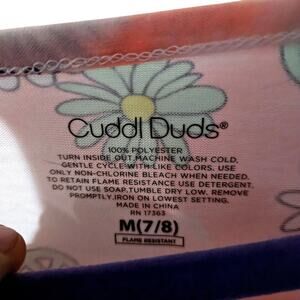 Cuddl Duds®
100% POLYESTER
TURN INSIDE OUT.MACHINE WASH COLD,
GENTLE CYCLE WITH LIKE COLORS. USE
ONLY NON-CHLORINE BLEACH WHEN NEEDED.
TO RETAIN FLAME RESISTANCE USE DETERGENT.
DO NOT USE SOAP.TUMBLE DRY LOW. REMOVE
PROMPTLY.IRON ON LOWEST SETTING.
MADE IN CHINA
RN 17363
M(7/8)
FLAME RESISTANT